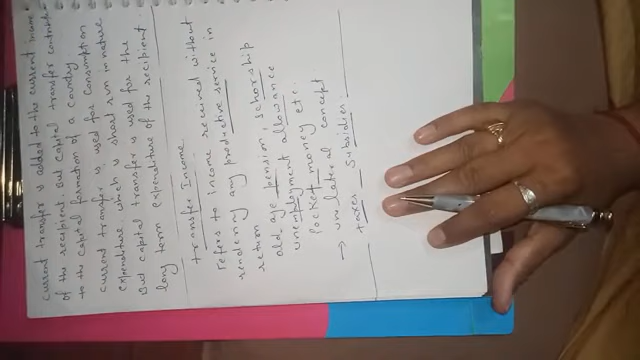 current transfer is added to the current income
of the recipient. But capital transfer contribute
to the capital formation of a country.
current transfer is used for consumption
expenditure which is short run in nature.
But capital transfer is used for the
long term expenditure of the recipient.
transfer Income
refers to income received without
rendering any productive service in
return
old age pension, schorship
unemployment allowance
Pocket money etc.
→ unilateral concept
taxes — Subsidies